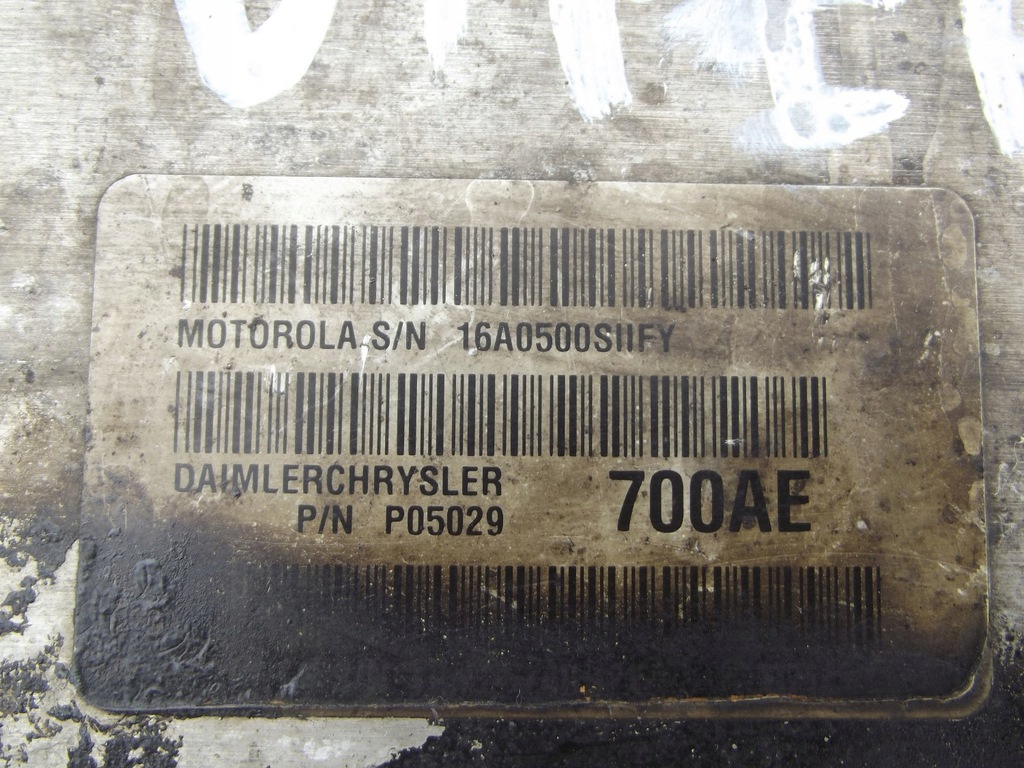 MOTOROLA S/N 16A0500SIIFY
DAIMLERCHRYSLER
P/N P05029 700AE